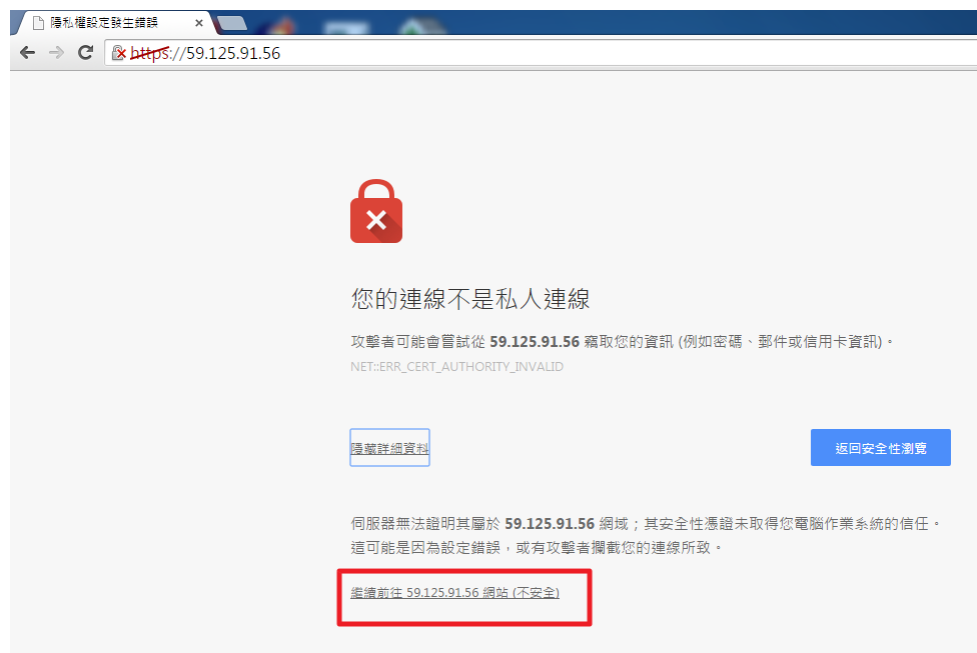 隱私權設定發生錯誤
https://59.125.91.56
您的連線不是私人連線
攻擊者可能會嘗試從 59.125.91.56 竊取您的資訊 (例如密碼、郵件或信用卡資訊)。
NET::ERR_CERT_AUTHORITY_INVALID
隱藏詳細資料
返回安全性瀏覽
伺服器無法證明其屬於 59.125.91.56 網域；其安全性憑證未取得您電腦作業系統的信任。
這可能是因為設定錯誤，或有攻擊者攔截您的連線所致。
繼續前往 59.125.91.56 網站 (不安全)